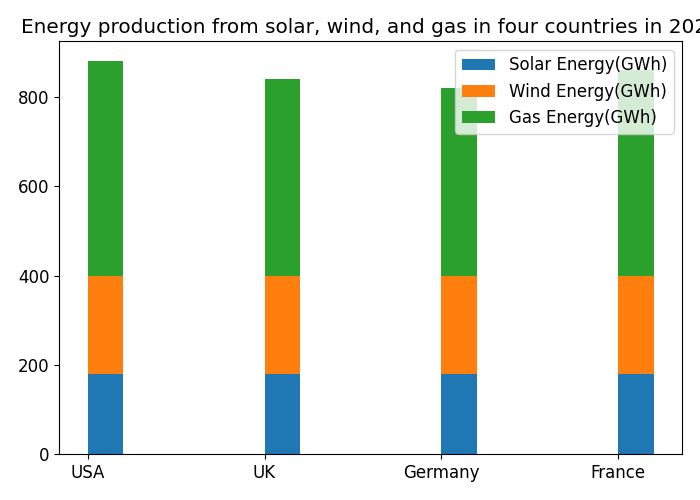 Energy production from solar, wind, and gas in four countries in 202
Solar Energy(GWh)
Wind Energy(GWh)
Gas Energy(GWh)
800
600
400
200
0
USA UK Germany France